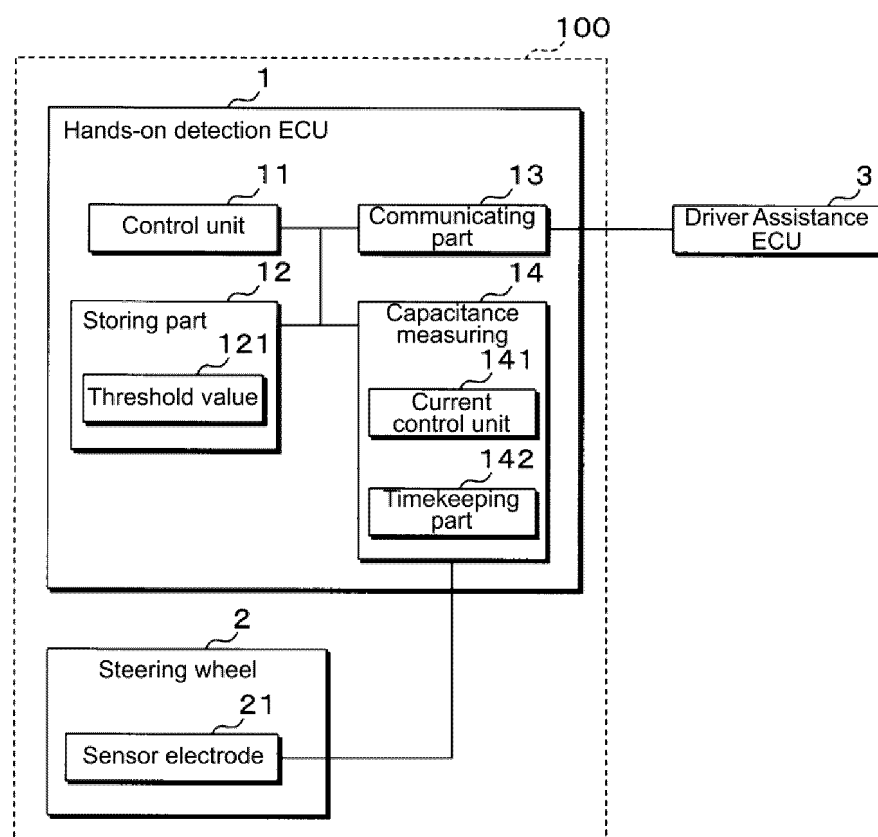 100
1
Hands-on detection ECU
11
Control unit
13
Communicating
part
3
Driver Assistance
ECU
12
Storing part
121
Threshold value
14
Capacitance
measuring
141
Current
control unit
142
Timekeeping
part
2
Steering wheel
21
Sensor electrode